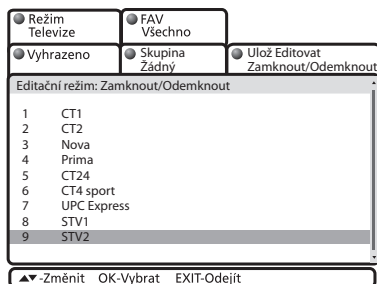 Režim
Televize
FAV
Všechno
Vyhrazeno
Skupina
Žádný
Ulož Editovat
Zamknout/Odemknout
Editační režim: Zamknout/Odemknout
1 CT1
2 CT2
3 Nova
4 Prima
5 CT24
6 CT4 sport
7 UPC Express
8 STV1
9 STV2
▲▼-Změnit OK-Vybrat EXIT-Odejít